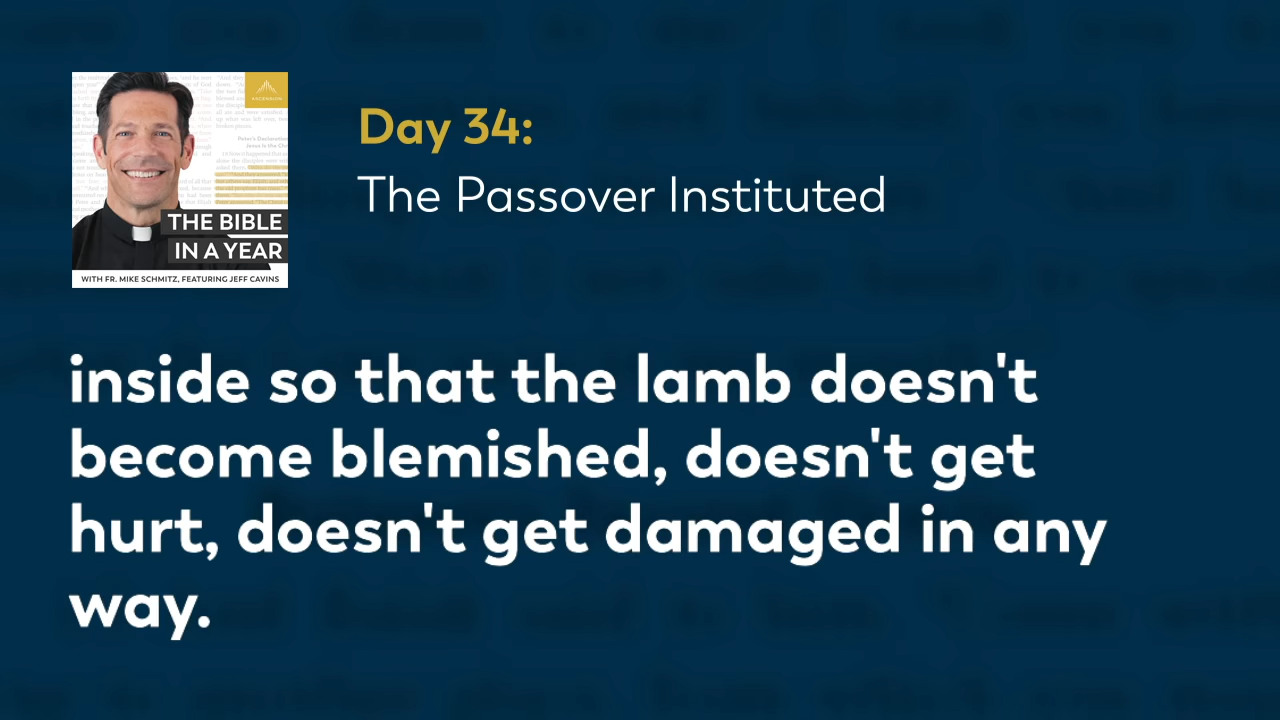 ASCENSION
THE BIBLE
IN A YEAR
WITH FR. MIKE SCHMITZ, FEATURING JEFF CAVINS
Day 34:
The Passover Instituted
inside so that the lamb doesn't
become blemished, doesn't get
hurt, doesn't get damaged in any
way.